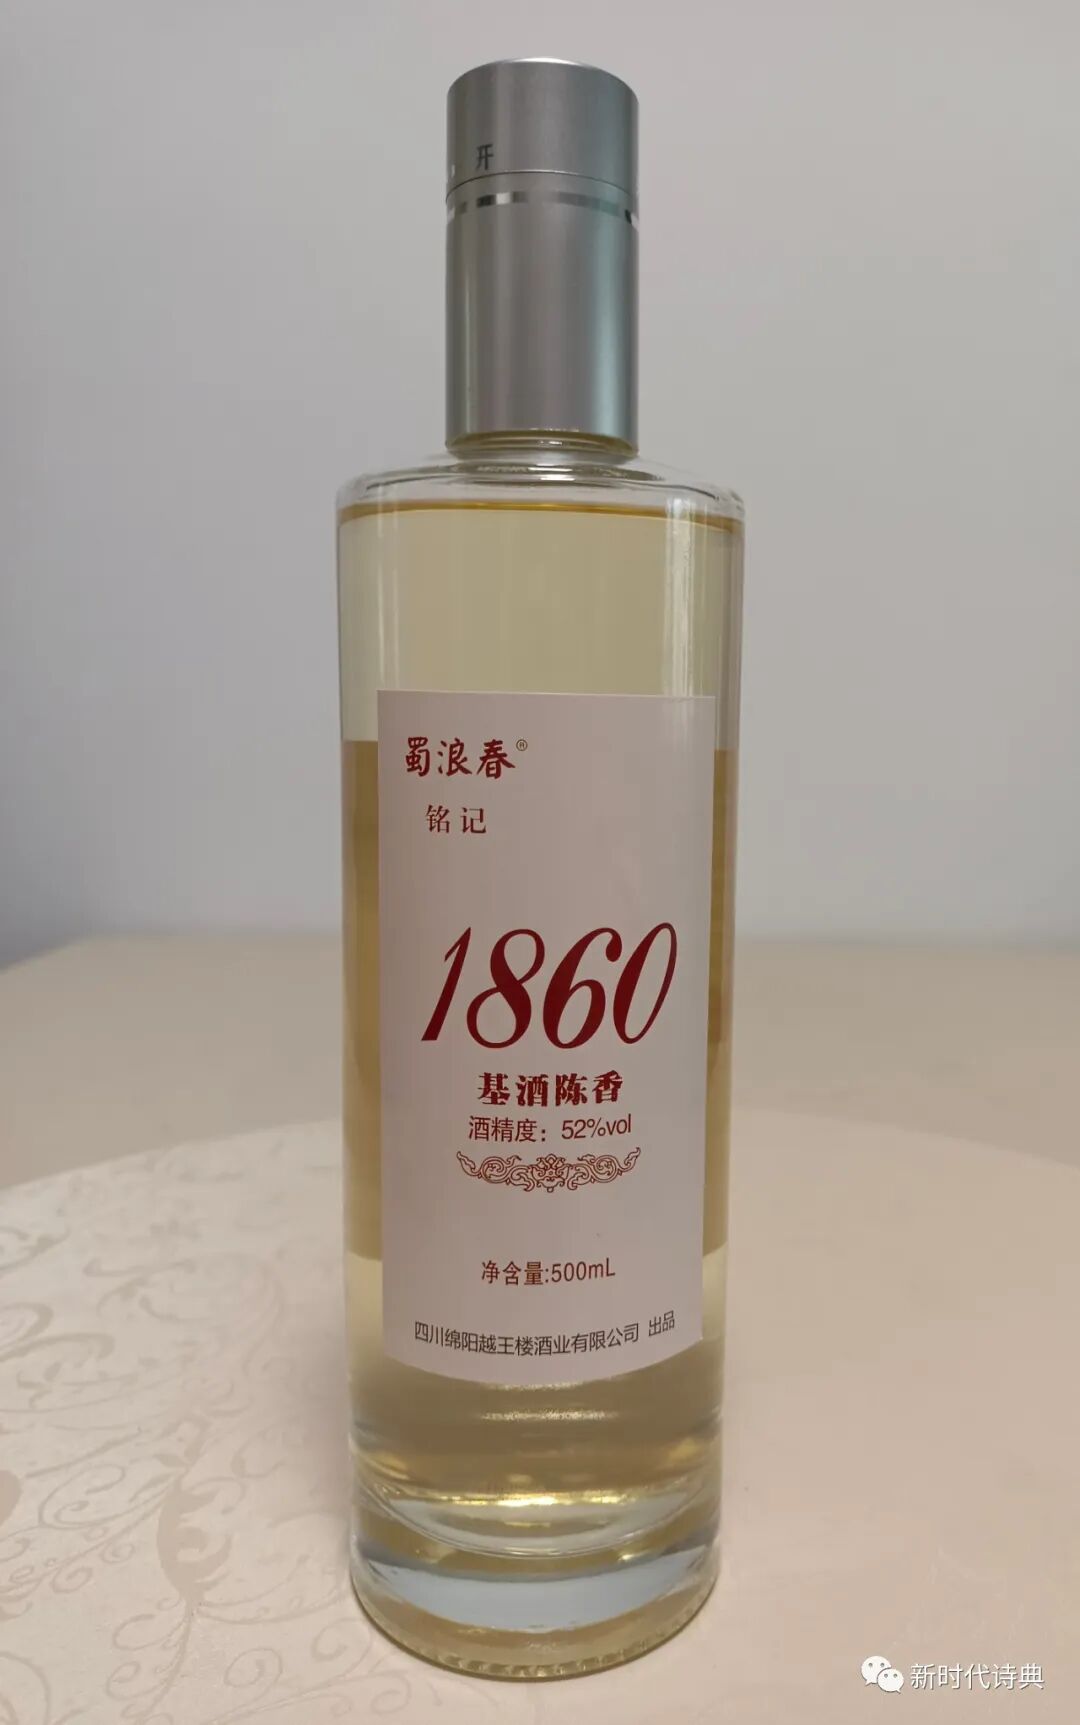 开
蜀浪春®
铭记
1860
基酒陈香
酒精度：52%vol
净含量:500mL
四川绵阳越王楼酒业有限公司 出品
新时代诗典